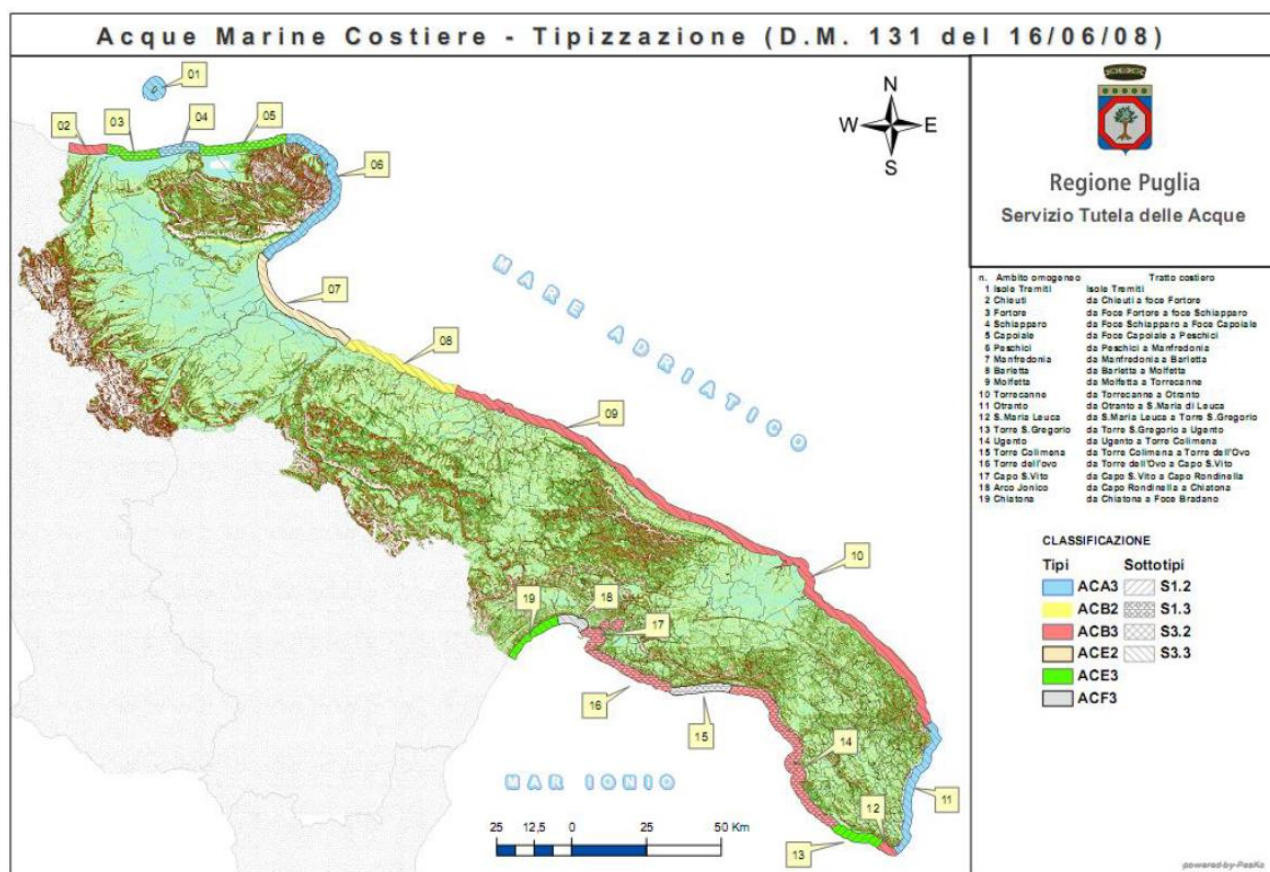 Acque Marine Costiere - Tipizzazione (D.M. 131 del 16/06/08)
01
02
03
04
05
06
07
08
09
10
11
12
13
14
15
16
17
18
19
N
W
E
S
MARE ADRIATICO
MAR IONIO
25 12,5 0 25 50 Km
Regione Puglia
Servizio Tutela delle Acque
n. Ambito omogeneo Tratto costiero
1 Isole Tremiti Isole Tremiti
2 Chieuti da Chieuti a foce Fortore
3 Fortore da Foce Fortore a foce Schiapparo
4 Schiapparo da Foce Schiapparo a Foce Capoiale
5 Capoiale da Foce Capoiale a Peschici
6 Peschici da Peschici a Manfredonia
7 Manfredonia da Manfredonia a Barletta
8 Barletta da Barletta a Molfetta
9 Molfetta da Molfetta a Torrecanne
10 Torrecanne da Torrecanne a Otranto
11 Otranto da Otranto a S.Maria di Leuca
12 S.Maria Leuca da S.Maria Leuca a Torre S.Gregorio
13 Torre S.Gregorio da Torre S.Gregorio a Ugento
14 Ugento da Ugento a Torre Colimena
15 Torre Colimena da Torre Colimena a Torre dell'Ovo
16 Torre dell'ovo da Torre dell'Ovo a Capo S.Vito
17 Capo S.Vito da Capo S.Vito a Capo Rondinella
18 Arco Jonico da Capo Rondinella a Chiatona
19 Chiatona da Chiatona a Foce Bradano
CLASSIFICAZIONE
Tipi Sottotipi
ACA3 S1.2
ACB2 S1.3
ACB3 S3.2
ACE2 S3.3
ACE3
ACF3